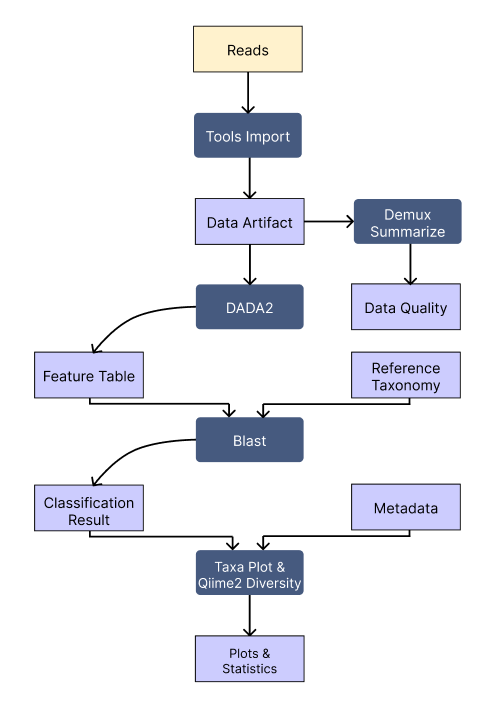 Reads
Tools Import
Data Artifact
Demux
Summarize
DADA2
Data Quality
Feature Table
Reference
Taxonomy
Blast
Classification
Result
Metadata
Taxa Plot &
Qiime2 Diversity
Plots &
Statistics